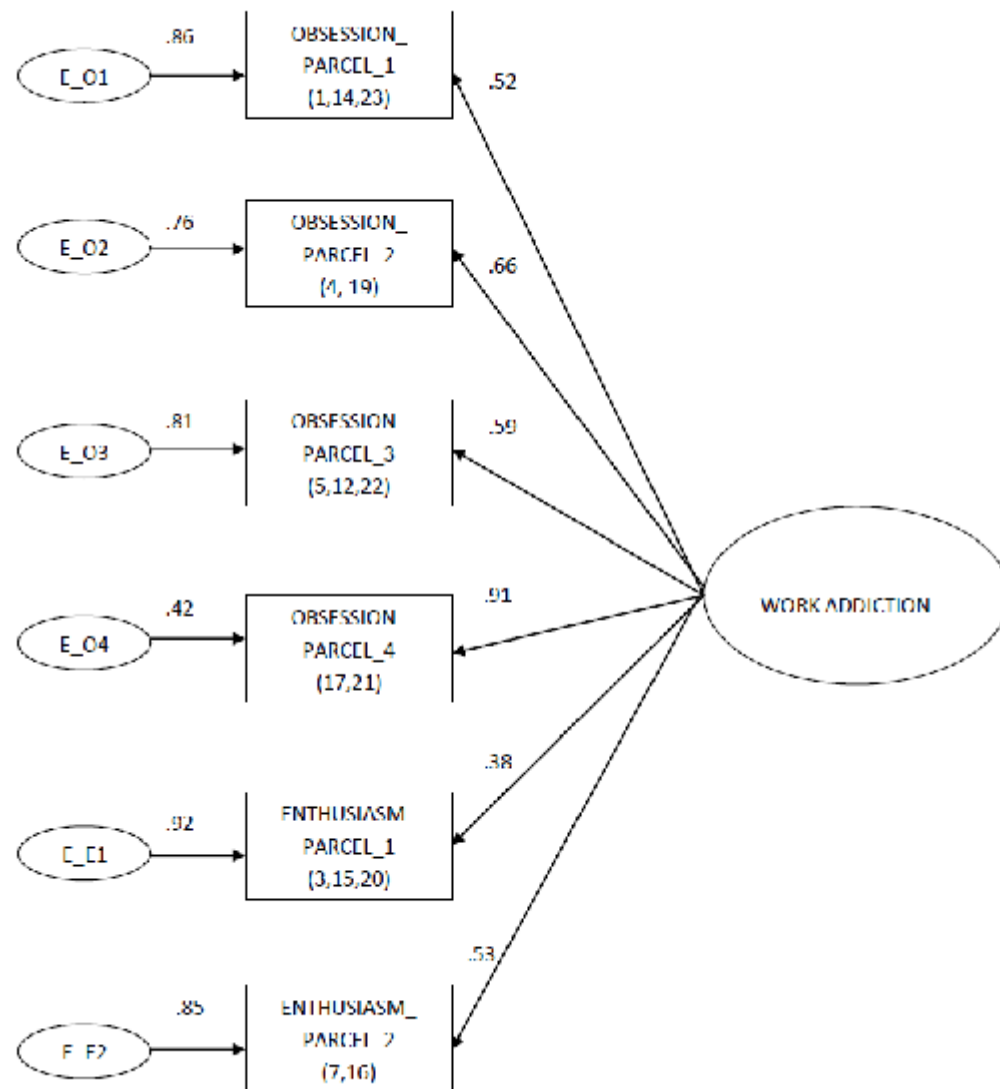 .86
E_O1
OBSESSION_
PARCEL_1
(1,14,23)
.52
.76
E_O2
OBSESSION_
PARCEL_2
(4, 19)
.66
.81
E_O3
OBSESSION
PARCEL_3
(5,12,22)
.59
.42
E_O4
OBSESSION
PARCEL_4
(17,21)
.91
WORK ADDICTION
.92
E_E1
ENTHUSIASM
PARCEL_1
(3,15,20)
.38
.85
E_E2
ENTHUSIASM_
PARCEL_2
(7,16)
.53